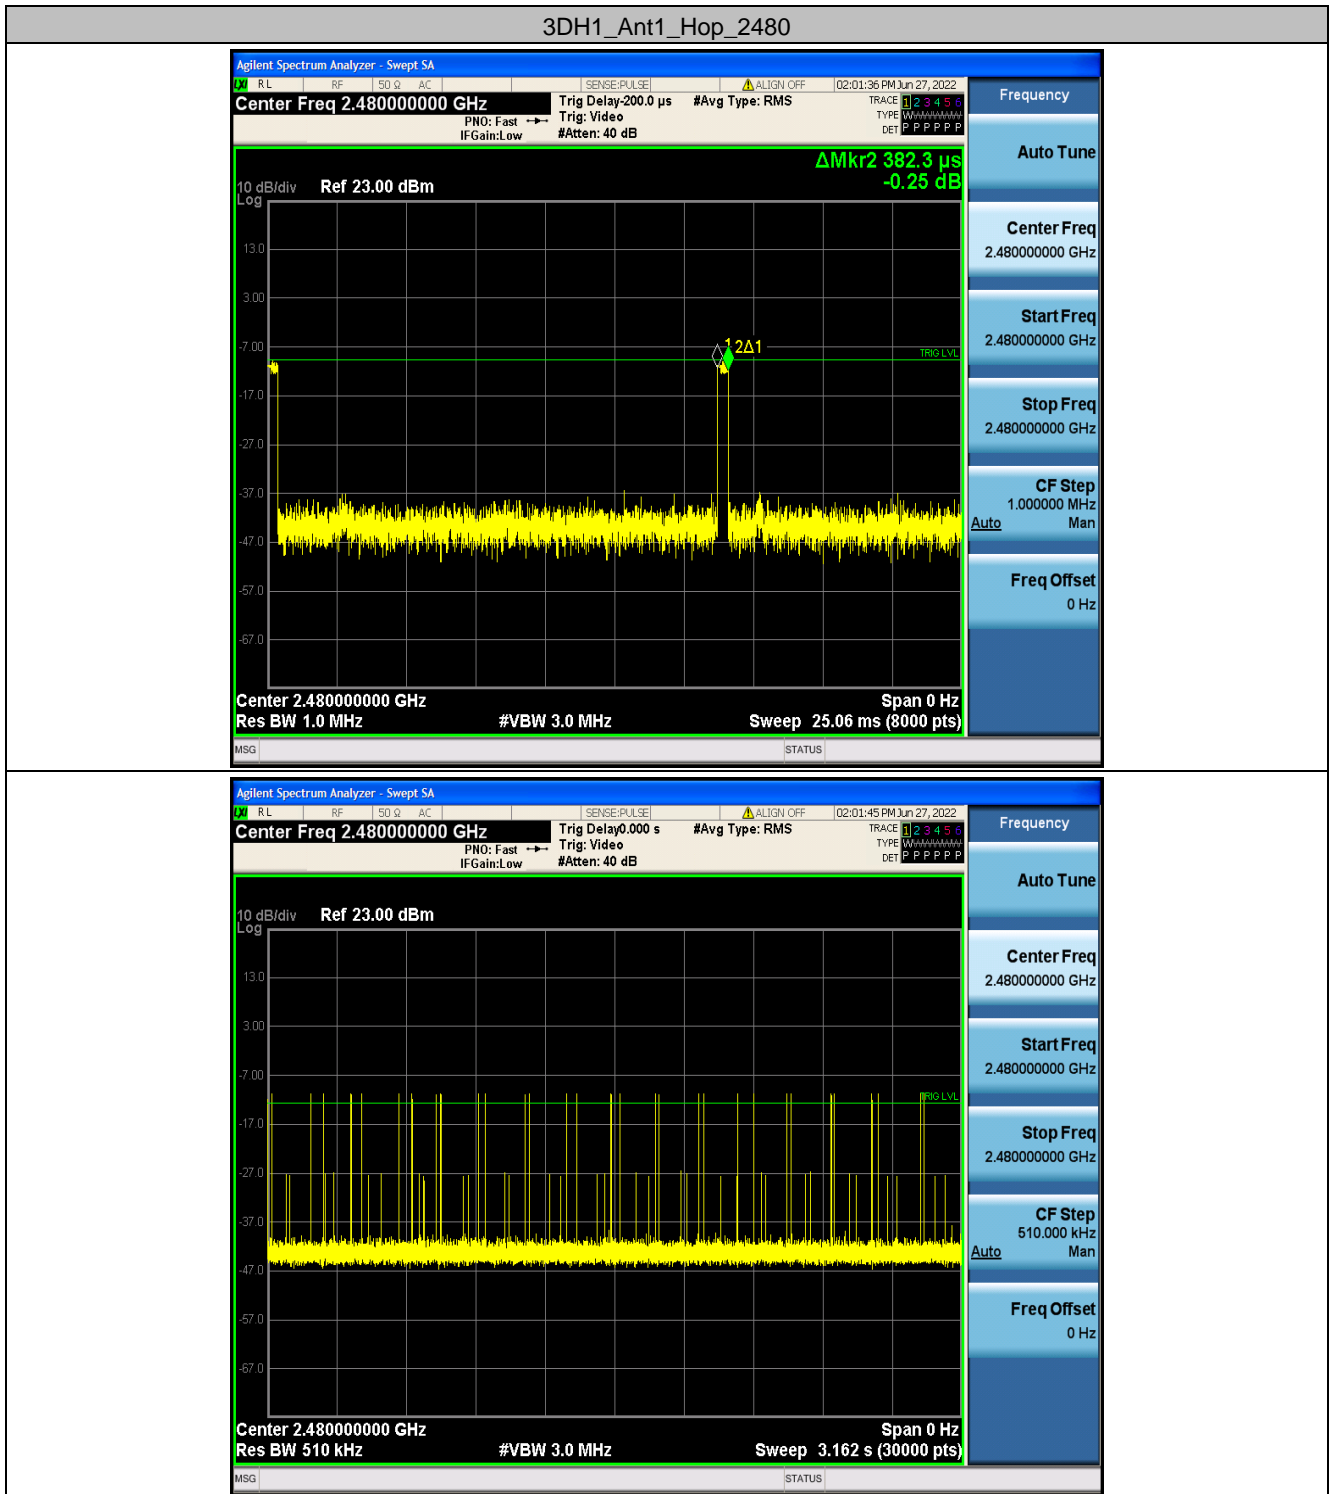 3DH1_Ant1_Hop_2480
Agilent Spectrum Analyzer - Swept SA
LXI RL RF 50 Ω AC SENSE:PULSE ALIGN OFF 02:01:36 PM Jun 27, 2022
Center Freq 2.480000000 GHz
PNO: Fast
IFGain:Low
Trig Delay-200.0 µs
Trig: Video
#Atten: 40 dB
#Avg Type: RMS
TRACE 1 2 3 4 5 6
TYPE WWWWWW
DET P P P P P P
ΔMkr2 382.3 µs
-0.25 dB
10 dB/div Ref 23.00 dBm
Log
13.0
3.00
-7.00
-17.0
-27.0
-37.0
-47.0
-57.0
-67.0
1 2Δ1
TRIG LVL
Center 2.480000000 GHz Span 0 Hz
Res BW 1.0 MHz #VBW 3.0 MHz Sweep 25.06 ms (8000 pts)
MSG STATUS
Frequency
Auto Tune
Center Freq
2.480000000 GHz
Start Freq
2.480000000 GHz
Stop Freq
2.480000000 GHz
CF Step
1.000000 MHz
Auto Man
Freq Offset
0 Hz
Agilent Spectrum Analyzer - Swept SA
LXI RL RF 50 Ω AC SENSE:PULSE ALIGN OFF 02:01:45 PM Jun 27, 2022
Center Freq 2.480000000 GHz
PNO: Fast
IFGain:Low
Trig Delay0.000 s
Trig: Video
#Atten: 40 dB
#Avg Type: RMS
TRACE 1 2 3 4 5 6
TYPE WWWWWW
DET P P P P P P
10 dB/div Ref 23.00 dBm
Log
13.0
3.00
-7.00
-17.0
-27.0
-37.0
-47.0
-57.0
-67.0
TRIG LVL
Center 2.480000000 GHz Span 0 Hz
Res BW 510 kHz #VBW 3.0 MHz Sweep 3.162 s (30000 pts)
MSG STATUS
Frequency
Auto Tune
Center Freq
2.480000000 GHz
Start Freq
2.480000000 GHz
Stop Freq
2.480000000 GHz
CF Step
510.000 kHz
Auto Man
Freq Offset
0 Hz